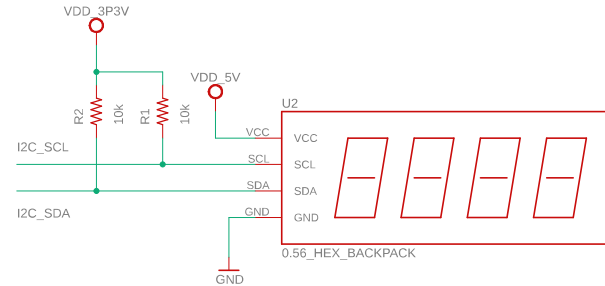 VDD_3P3V
VDD_5V
R2
10k
R1
10k
U2
I2C_SCL
VCC
VCC
SCL
SCL
SDA
SDA
I2C_SDA
GND
GND
0.56_HEX_BACKPACK
GND